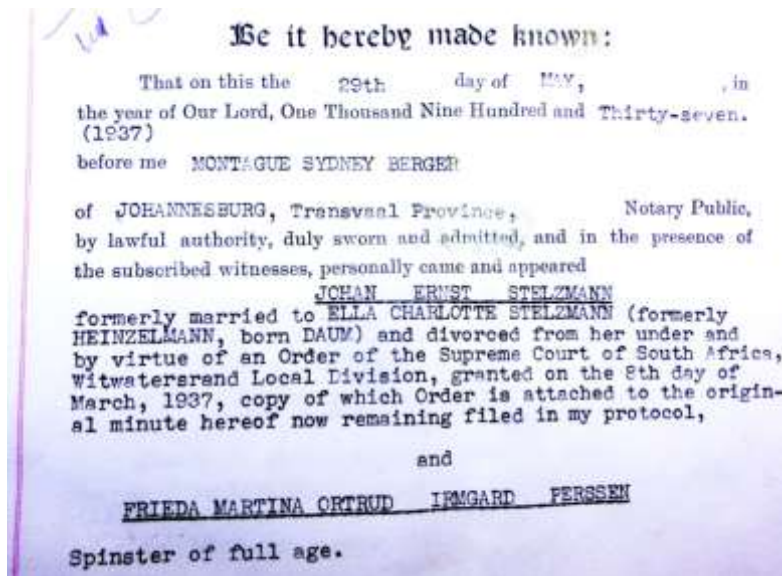 Be it hereby made known:
That on this the 29th day of MAY, , in
the year of Our Lord, One Thousand Nine Hundred and Thirty-seven.
(1937)
before me MONTAGUE SYDNEY BERGER
of JOHANNESBURG, Transvaal Province, Notary Public,
by lawful authority, duly sworn and admitted, and in the presence of
the subscribed witnesses, personally came and appeared
JOHAN ERNST STELZMANN
formerly married to ELLA CHARLOTTE STELZMANN (formerly
HEINZELMANN, born DAUM) and divorced from her under and
by virtue of an Order of the Supreme Court of South Africa,
Witwatersrand Local Division, granted on the 8th day of
March, 1937, copy of which Order is attached to the origin-
al minute hereof now remaining filed in my protocol,
and
FRIEDA MARTINA ORTRUD IRMGARD PERSSEN
Spinster of full age.